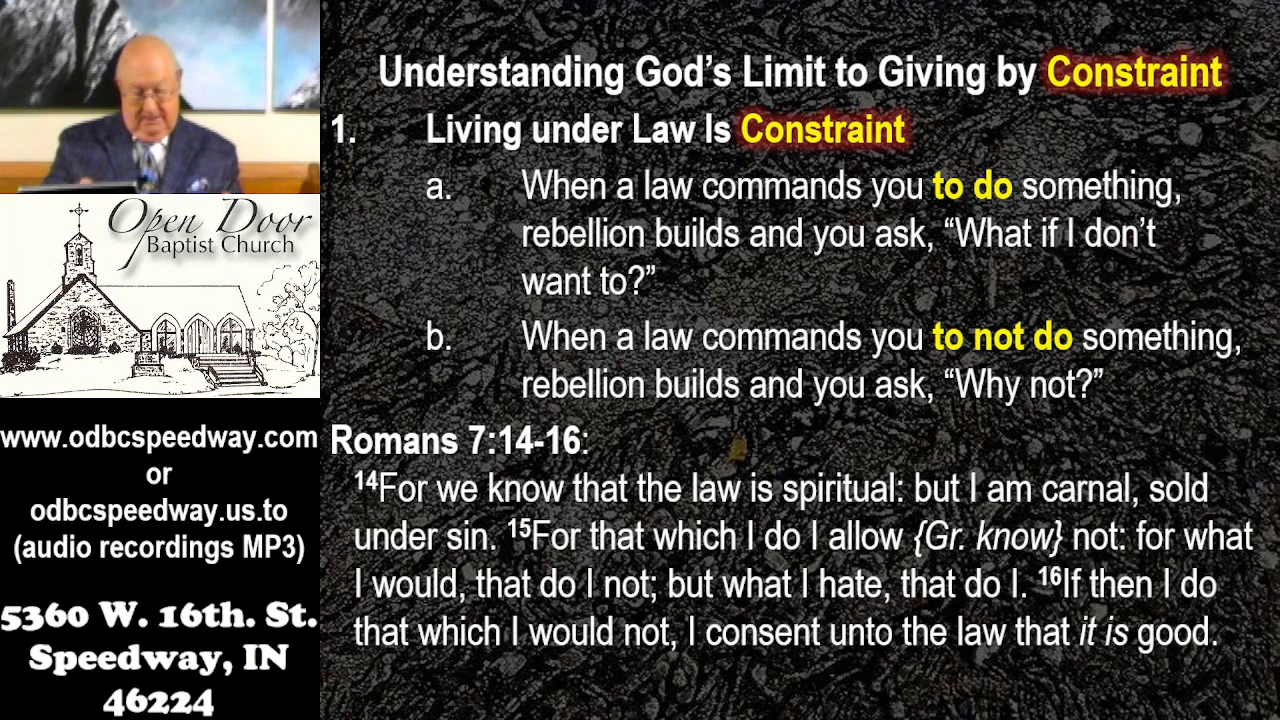 Understanding God's Limit to Giving by Constraint
1. Living under Law Is Constraint
a. When a law commands you to do something,
rebellion builds and you ask, “What if I don't
want to?”
b. When a law commands you to not do something,
rebellion builds and you ask, “Why not?”
Romans 7:14-16:
14For we know that the law is spiritual: but I am carnal, sold
under sin. 15For that which I do I allow {Gr. know} not: for what
I would, that do I not; but what I hate, that do I. 16If then I do
that which I would not, I consent unto the law that it is good.
Open Door
Baptist Church
www.odbcspeedway.com
or
odbcspeedway.us.to
(audio recordings MP3)
5360 W. 16th. St.
Speedway, IN
46224